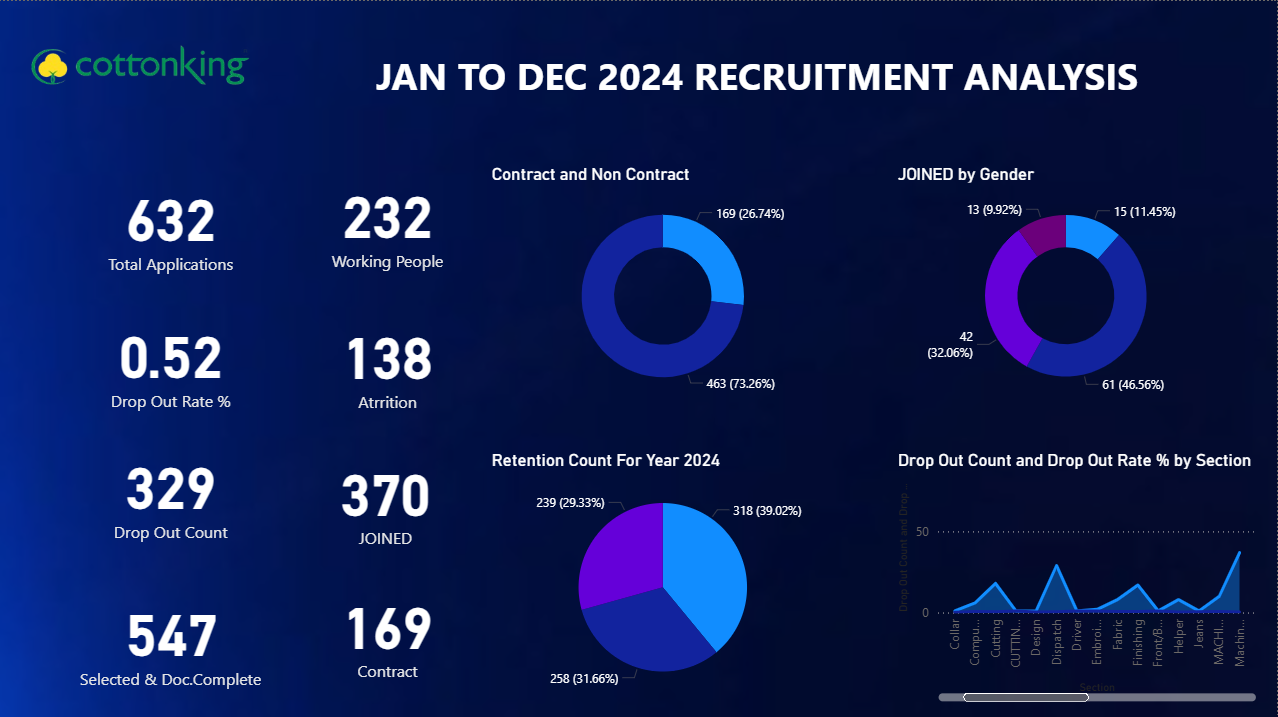 cottonking
JAN TO DEC 2024 RECRUITMENT ANALYSIS
632
Total Applications
232
Working People
0.52
Drop Out Rate %
138
Atrrition
329
Drop Out Count
370
JOINED
547
Selected & Doc.Complete
169
Contract
Contract and Non Contract
169 (26.74%)
463 (73.26%)
JOINED by Gender
13 (9.92%)
15 (11.45%)
42
(32.06%)
61 (46.56%)
Retention Count For Year 2024
239 (29.33%)
318 (39.02%)
258 (31.66%)
Drop Out Count and Drop Out Rate % by Section
Drop Out Count and Drop ...
50
0
Collar
Compu...
Cutting
CUTTIN...
Design
Dispatch
Driver
Embroi...
Fabric
Finishing
Front/B...
Helper
Jeans
MACHI...
Machin...
Section